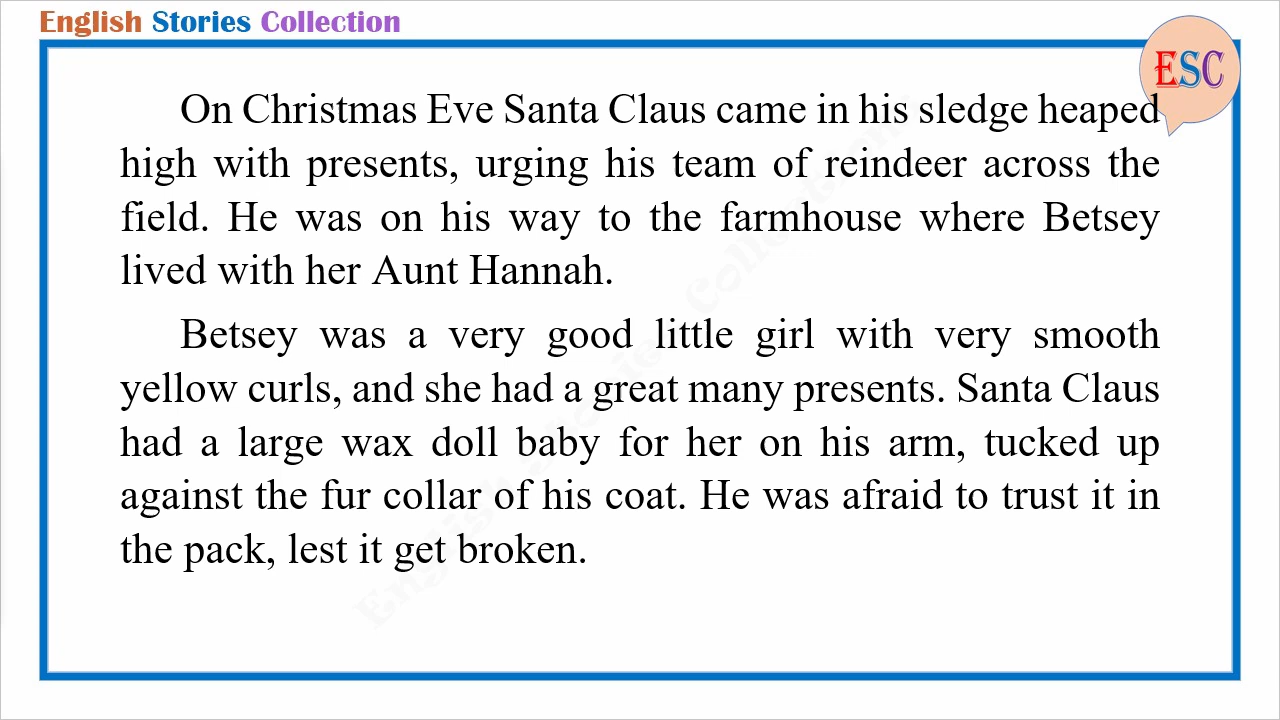 English Stories Collection
ESC
On Christmas Eve Santa Claus came in his sledge heaped
high with presents, urging his team of reindeer across the
field. He was on his way to the farmhouse where Betsey
lived with her Aunt Hannah.
Betsey was a very good little girl with very smooth
yellow curls, and she had a great many presents. Santa Claus
had a large wax doll baby for her on his arm, tucked up
against the fur collar of his coat. He was afraid to trust it in
the pack, lest it get broken.